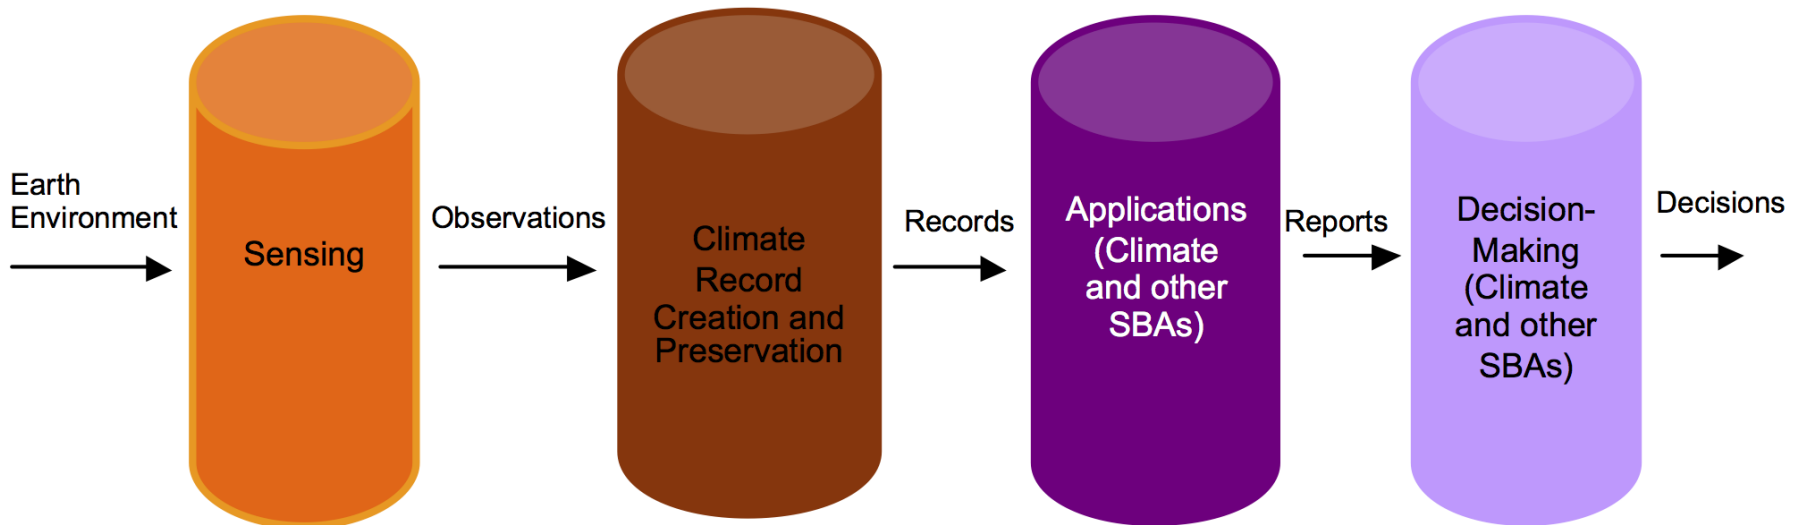 Earth
Environment
Sensing
Observations
Climate
Record
Creation and
Preservation
Records
Applications
(Climate
and other
SBAs)
Reports
Decision-
Making
(Climate
and other
SBAs)
Decisions